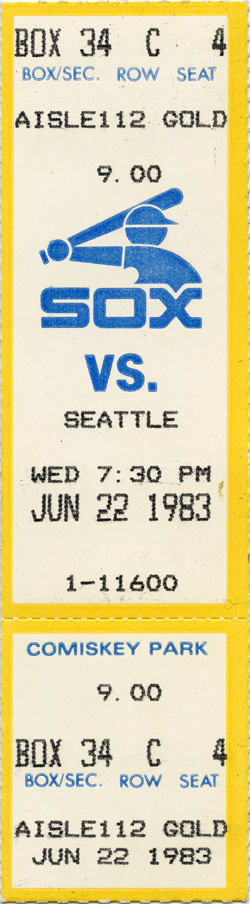 BOX 34 C 4
BOX/SEC. ROW SEAT
AISLE112 GOLD
9.00
SOX
VS.
SEATTLE
WED 7:30 PM
JUN 22 1983
1-11600
COMISKEY PARK
9.00
BOX 34 C 4
BOX/SEC. ROW SEAT
AISLE112 GOLD
JUN 22 1983